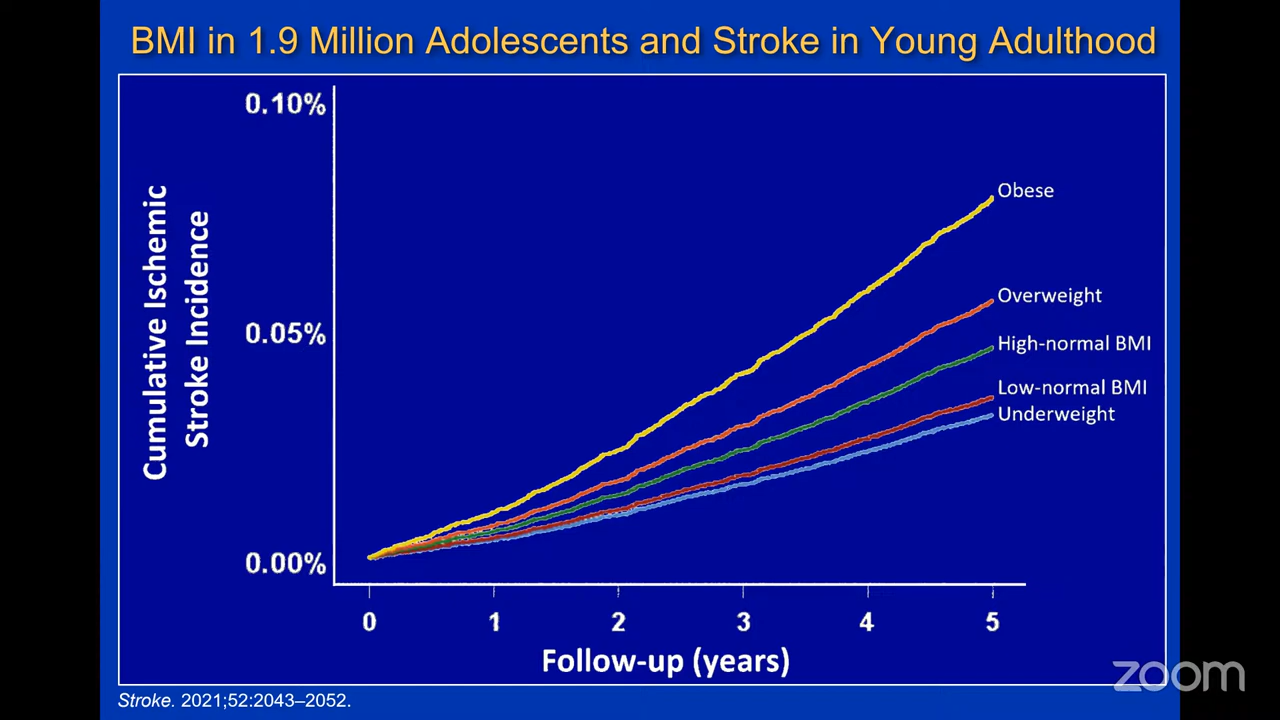 BMI in 1.9 Million Adolescents and Stroke in Young Adulthood
0.10%
0.05%
0.00%
Cumulative Ischemic
Stroke Incidence
Obese
Overweight
High-normal BMI
Low-normal BMI
Underweight
0 1 2 3 4 5
Follow-up (years)
zoom
Stroke. 2021;52:2043–2052.